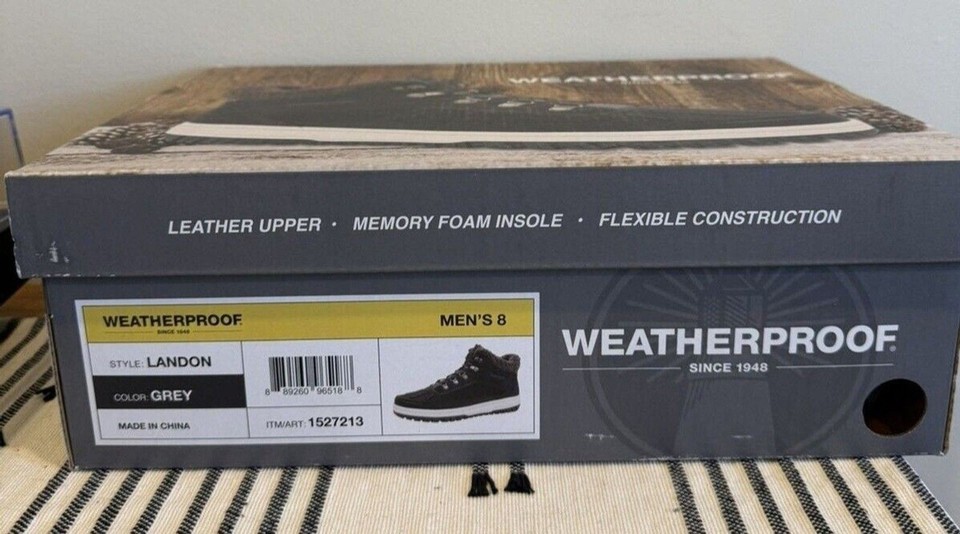 WEATHERPROOF
LEATHER UPPER · MEMORY FOAM INSOLE · FLEXIBLE CONSTRUCTION
WEATHERPROOF
SINCE 1948
MEN'S 8
STYLE: LANDON
COLOR: GREY
MADE IN CHINA
8 89260 96518 8
ITM/ART: 1527213
WEATHERPROOF®
SINCE 1948